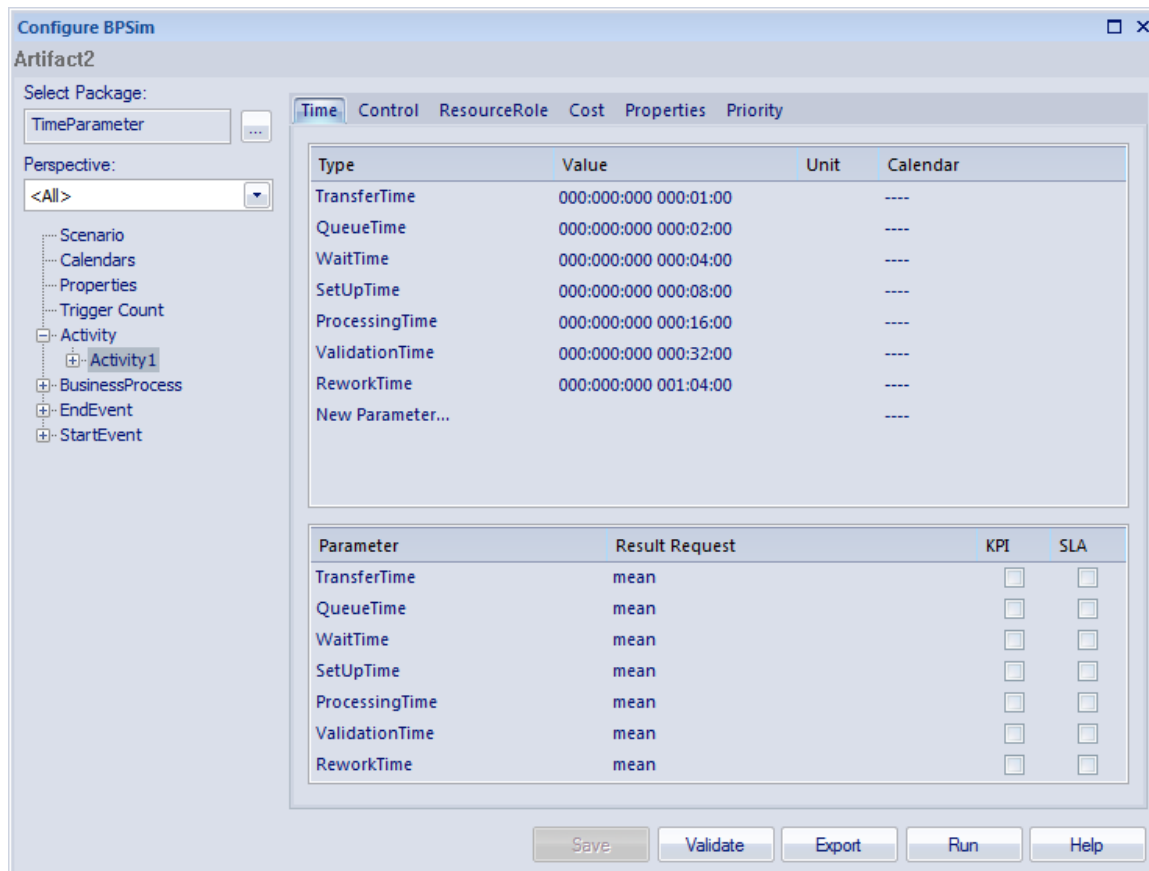 Configure BPSim
Artifact2
Select Package:
TimeParameter
...
Perspective:
<All>
Scenario
Calendars
Properties
Trigger Count
Activity
Activity1
BusinessProcess
EndEvent
StartEvent
Time Control ResourceRole Cost Properties Priority
Type Value Unit Calendar
TransferTime 000:000:000 000:01:00 ----
QueueTime 000:000:000 000:02:00 ----
WaitTime 000:000:000 000:04:00 ----
SetUpTime 000:000:000 000:08:00 ----
ProcessingTime 000:000:000 000:16:00 ----
ValidationTime 000:000:000 000:32:00 ----
ReworkTime 000:000:000 001:04:00 ----
New Parameter... ----
Parameter Result Request KPI SLA
TransferTime mean
QueueTime mean
WaitTime mean
SetUpTime mean
ProcessingTime mean
ValidationTime mean
ReworkTime mean
Save Validate Export Run Help